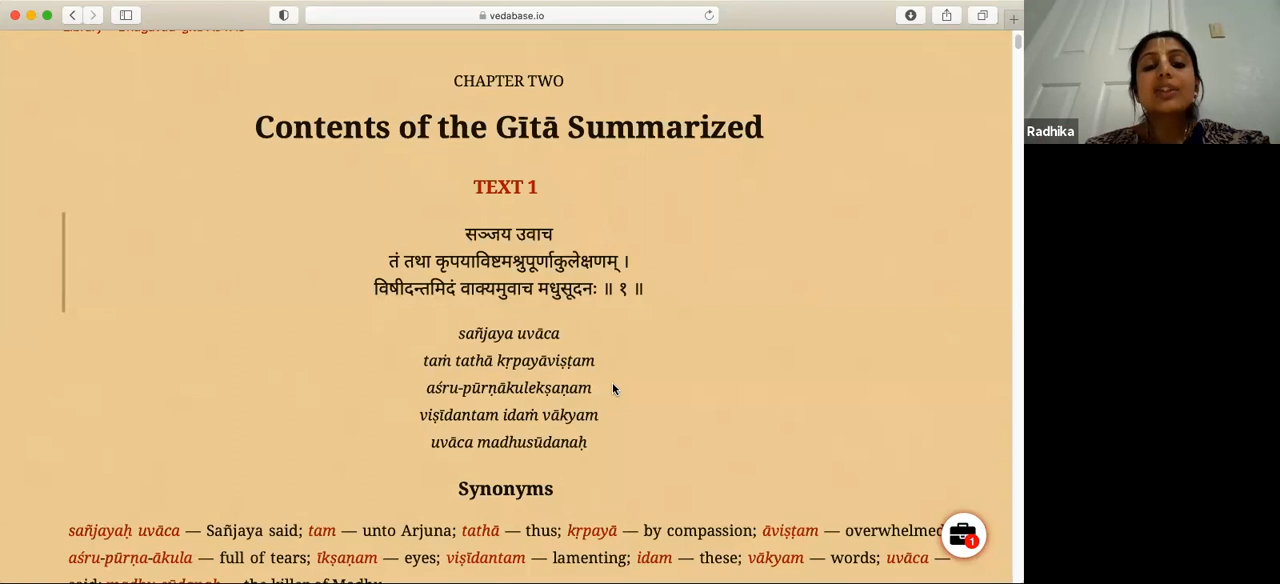 vedabase.io
CHAPTER TWO
Contents of the Gītā Summarized
TEXT 1
सञ्जय उवाच
तं तथा कृपयाविष्टमश्रुपूर्णाकुलेक्षणम् ।
विषीदन्तमिदं वाक्यमुवाच मधुसूदनः ॥ १ ॥
sañjaya uvāca
taṁ tathā kṛpayāviṣṭam
aśru-pūrṇākulekṣaṇam
viṣīdantam idaṁ vākyam
uvāca madhusūdanaḥ
Synonyms
sañjayaḥ uvāca — Sañjaya said; tam — unto Arjuna; tathā — thus; kṛpayā — by compassion; āviṣṭam — overwhelmed
aśru-pūrṇa-ākula — full of tears; īkṣaṇam — eyes; viṣīdantam — lamenting; idam — these; vākyam — words; uvāca —
1
Radhika